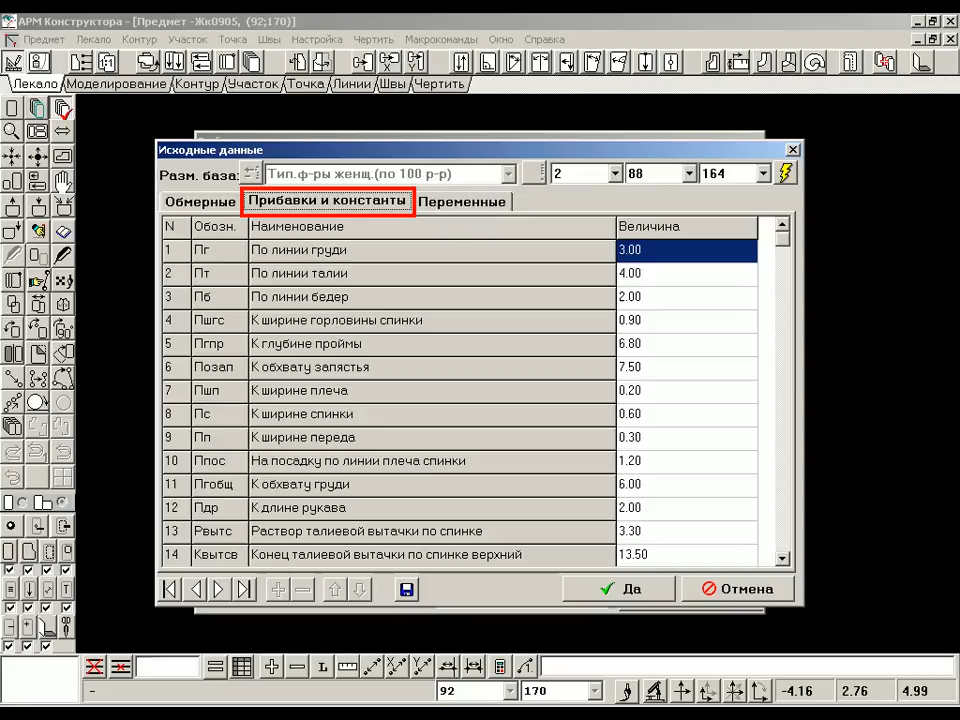 АРМ Конструктора - [Предмет -Жк0905, (92;170)]
Предмет Лекало Контур Участок Точка Швы Настройка Чертить Макрокоманды Окно Справка
Лекало Моделирование Контур Участок Точка Линии Швы Чертить
Исходные данные
Разм. база: Тип.ф-ры женщ.(по 100 р-р) 2 88 164
Обмерные Прибавки и константы Переменные
N Обозн. Наименование Величина
1 Пг По линии груди 3.00
2 Пт По линии талии 4.00
3 Пб По линии бедер 2.00
4 Пшгс К ширине горловины спинки 0.90
5 Пгпр К глубине проймы 6.80
6 Позап К обхвату запястья 7.50
7 Пшп К ширине плеча 0.20
8 Пс К ширине спинки 0.60
9 Пп К ширине переда 0.30
10 Ппос На посадку по линии плеча спинки 1.20
11 Пгобщ К обхвату груди 6.00
12 Пдр К длине рукава 2.00
13 Рвытс Раствор талиевой вытачки по спинке 3.30
14 Квытсв Конец талиевой вытачки по спинке верхний 13.50
Да Отмена
L
- 92 170 -4.16 2.76 4.99